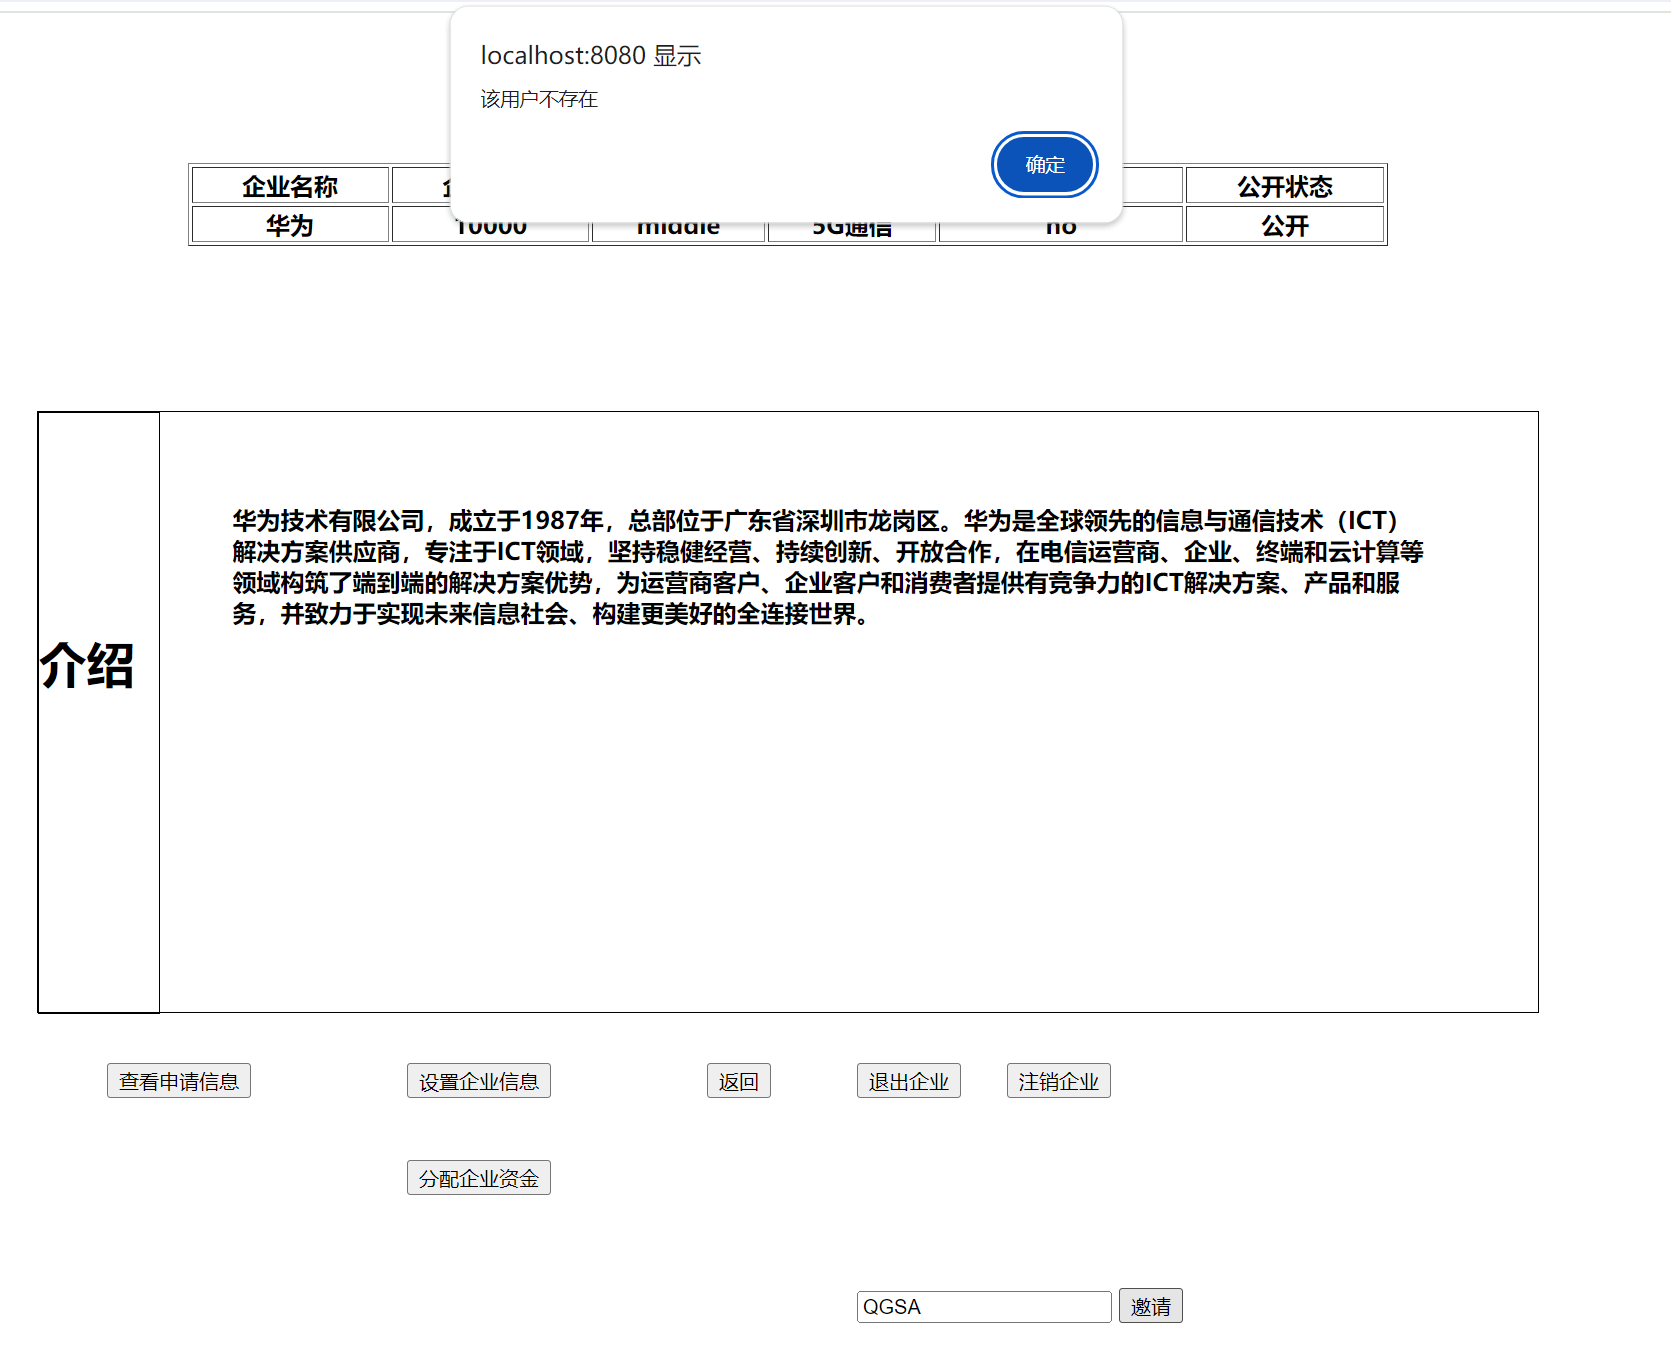 localhost:8080 显示
该用户不存在
确定
企业名称 公开状态
华为 10000 middle 5G通信 no 公开
华为技术有限公司，成立于1987年，总部位于广东省深圳市龙岗区。华为是全球领先的信息与通信技术（ICT）
解决方案供应商，专注于ICT领域，坚持稳健经营、持续创新、开放合作，在电信运营商、企业、终端和云计算等
领域构筑了端到端的解决方案优势，为运营商客户、企业客户和消费者提供有竞争力的ICT解决方案、产品和服
务，并致力于实现未来信息社会、构建更美好的全连接世界。
介绍
查看申请信息 设置企业信息 返回 退出企业 注销企业
分配企业资金
QGSA 邀请